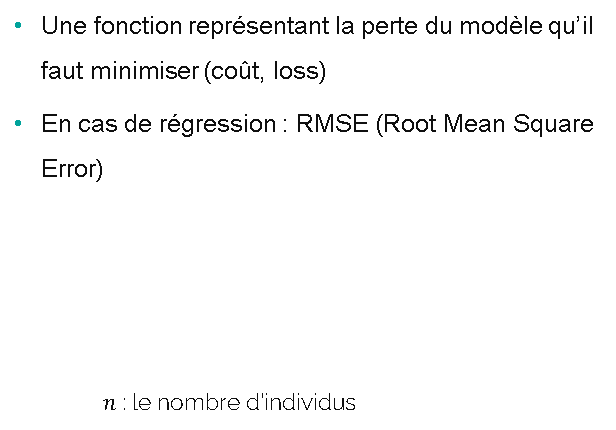 • Une fonction représentant la perte du modèle qu'il
faut minimiser (coût, loss)
• En cas de régression : RMSE (Root Mean Square
Error)
n : le nombre d'individus